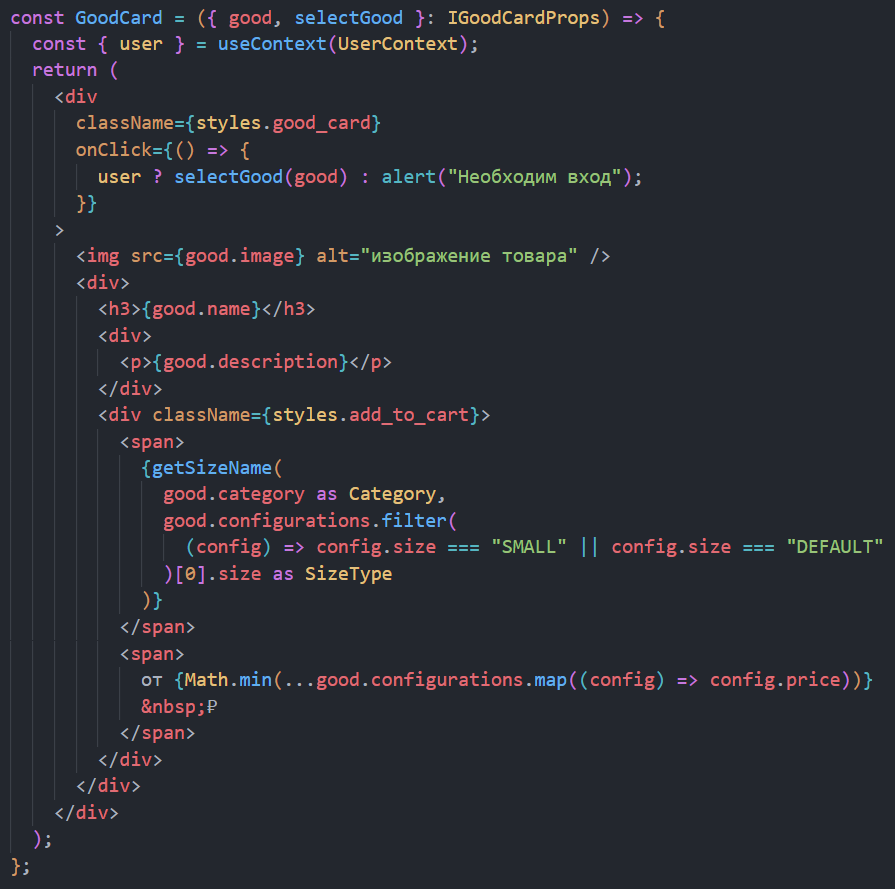 const GoodCard = ({ good, selectGood }: IGoodCardProps) => {
  const { user } = useContext(UserContext);
  return (
    <div
      className={styles.good_card}
      onClick={() => {
        user ? selectGood(good) : alert("Необходим вход");
      }}
    >
      <img src={good.image} alt="изображение товара" />
      <div>
        <h3>{good.name}</h3>
        <div>
          <p>{good.description}</p>
        </div>
        <div className={styles.add_to_cart}>
          <span>
            {getSizeName(
              good.category as Category,
              good.configurations.filter(
                (config) => config.size === "SMALL" || config.size === "DEFAULT"
              )[0].size as SizeType
            )}
          </span>
          <span>
            от {Math.min(...good.configurations.map((config) => config.price))}
            &nbsp;₽
          </span>
        </div>
      </div>
    </div>
  );
};